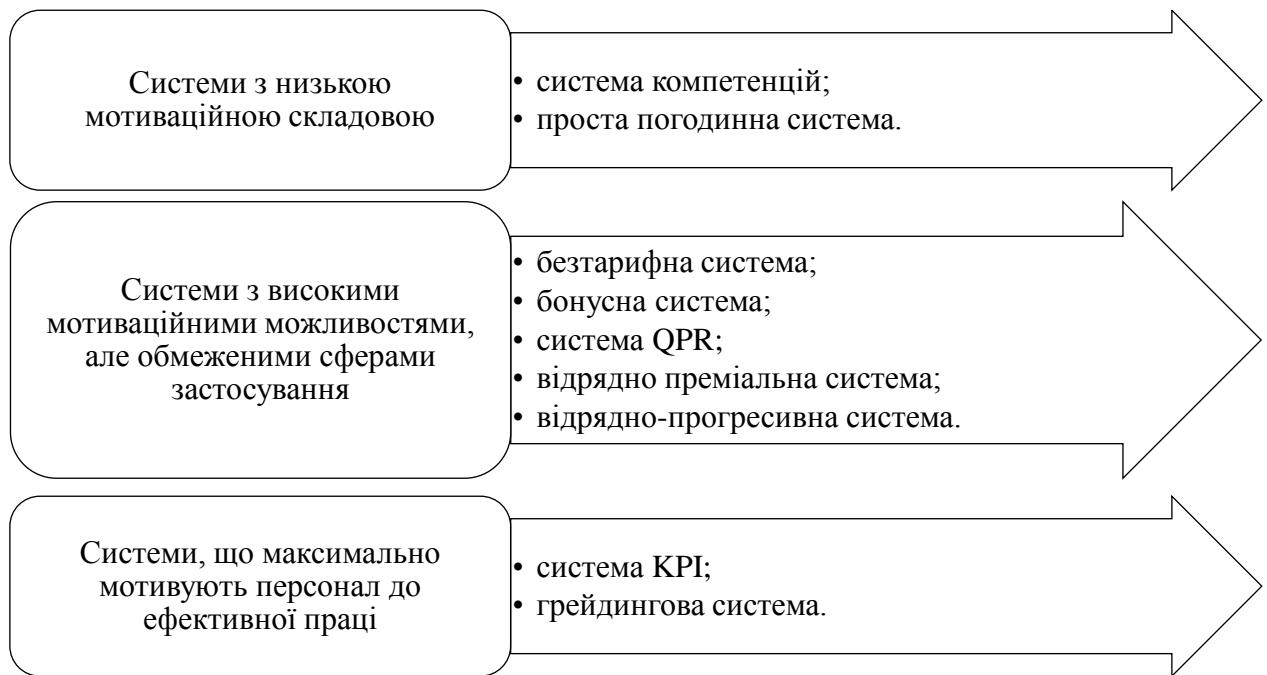 Системи з низькою
мотиваційною складовою
• система компетенцій;
• проста погодинна система.
Системи з високими
мотиваційними можливостями,
але обмеженими сферами
застосування
• безтарифна система;
• бонусна система;
• система QPR;
• відрядно преміальна система;
• відрядно-прогресивна система.
Системи, що максимально
мотивують персонал до
ефективної праці
• система KPI;
• грейдингова система.